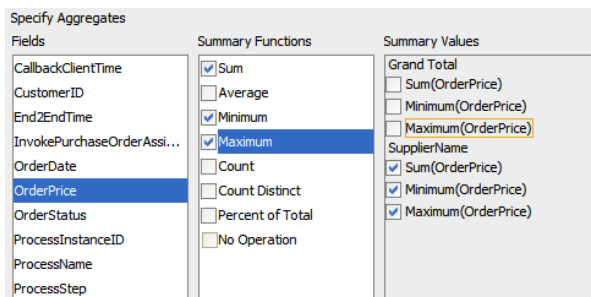 Specify Aggregates
Fields
CallbackClientTime
CustomerID
End2EndTime
InvokePurchaseOrderAssi...
OrderDate
OrderPrice
OrderStatus
ProcessInstanceID
ProcessName
ProcessStep
Summary Functions
Sum
Average
Minimum
Maximum
Count
Count Distinct
Percent of Total
No Operation
Summary Values
Grand Total
Sum(OrderPrice)
Minimum(OrderPrice)
Maximum(OrderPrice)
SupplierName
Sum(OrderPrice)
Minimum(OrderPrice)
Maximum(OrderPrice)